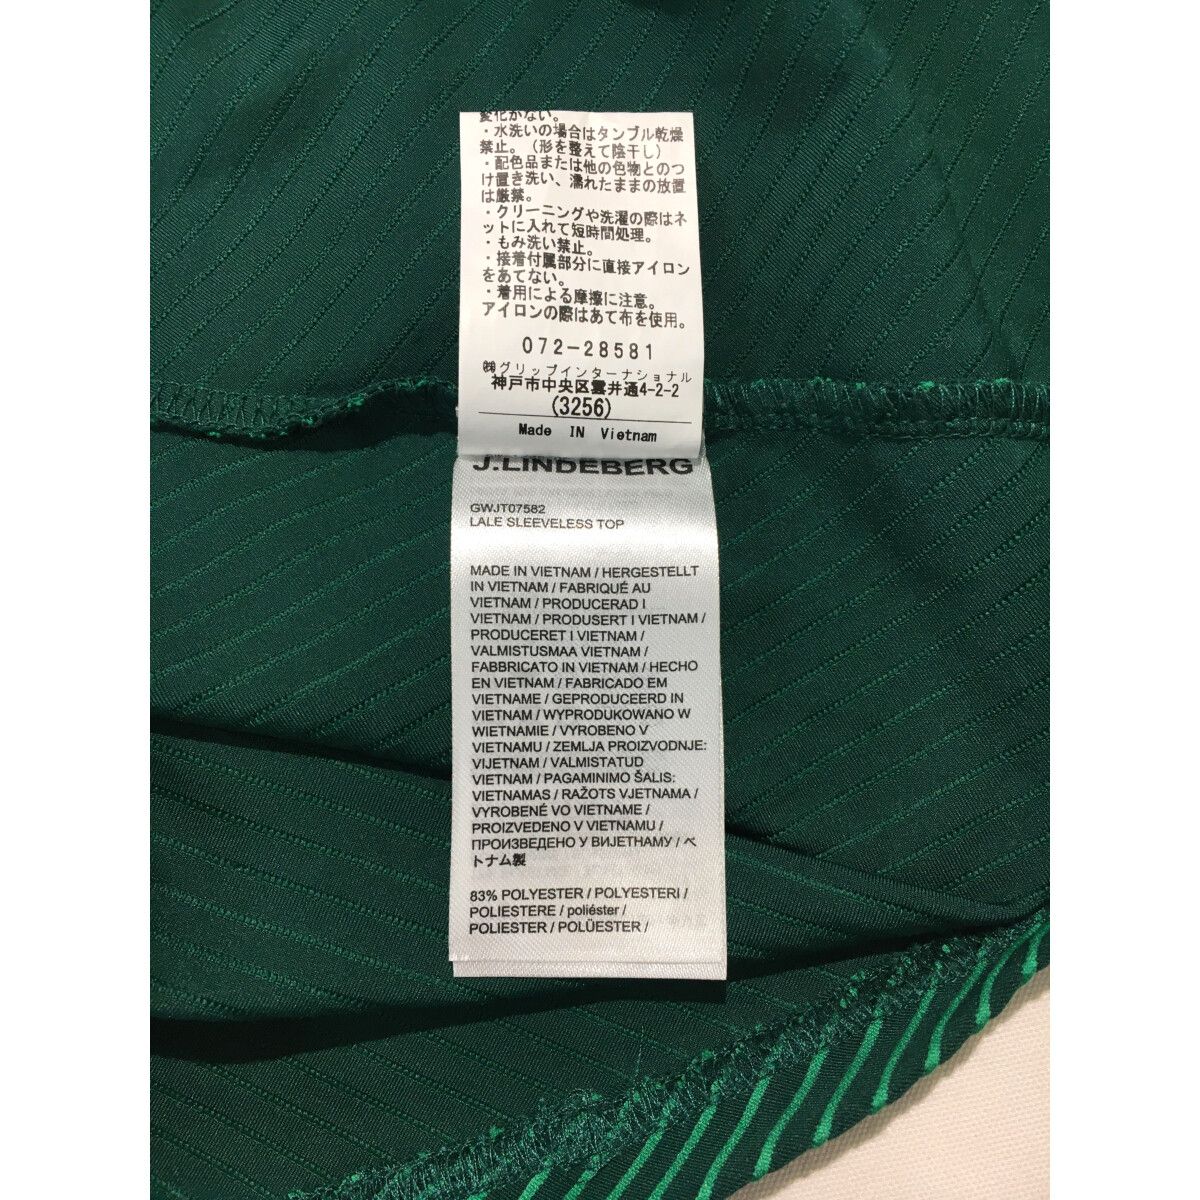 変化がない。
・水洗いの場合はタンブル乾燥
禁止。（形を整えて陰干し）
・配色品または他の色物とのつ
け置き洗い、濡れたままの放置
は厳禁。
・クリーニングや洗濯の際はネ
ットに入れて短時間処理。
・もみ洗い禁止。
・接着付属部分に直接アイロン
をあてない。
・着用による摩擦に注意。
アイロンの際はあて布を使用。
072-28581
㈱グリップインターナショナル
神戸市中央区雲井通4-2-2
(3256)
Made IN Vietnam
J.LINDEBERG
GWJT07582
LALE SLEEVELESS TOP
MADE IN VIETNAM / HERGESTELLT
IN VIETNAM / FABRIQUÉ AU
VIETNAM / PRODUCERAD I
VIETNAM / PRODUSERT I VIETNAM /
PRODUCERET I VIETNAM /
VALMISTUSMAA VIETNAM /
FABBRICATO IN VIETNAM / HECHO
EN VIETNAM / FABRICADO EM
VIETNAME / GEPRODUCEERD IN
VIETNAM / WYPRODUKOWANO W
WIETNAMIE / VYROBENO V
VIETNAMU / ZEMLJA PROIZVODNJE:
VIJETNAM / VALMISTATUD
VIETNAM / PAGAMINIMO ŠALIS:
VIETNAMAS / RAŽOTS VJETNAMA /
VYROBENÉ VO VIETNAME /
PROIZVEDENO V VIETNAMU /
ПРОИЗВЕДЕНО У ВИЈЕТНАМУ / ベ
トナム製
83% POLYESTER / POLYESTERI /
POLIESTERE / poliéster /
POLIESTER / POLÜESTER /